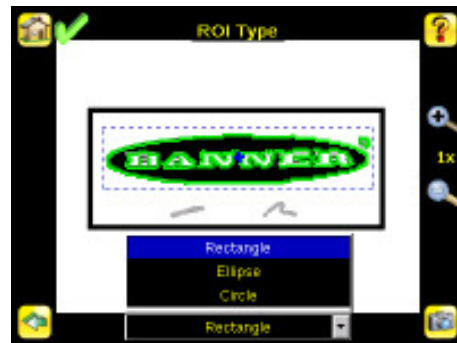 ROI Type
?
BANNER
1x
Rectangle
Ellipse
Circle
Rectangle